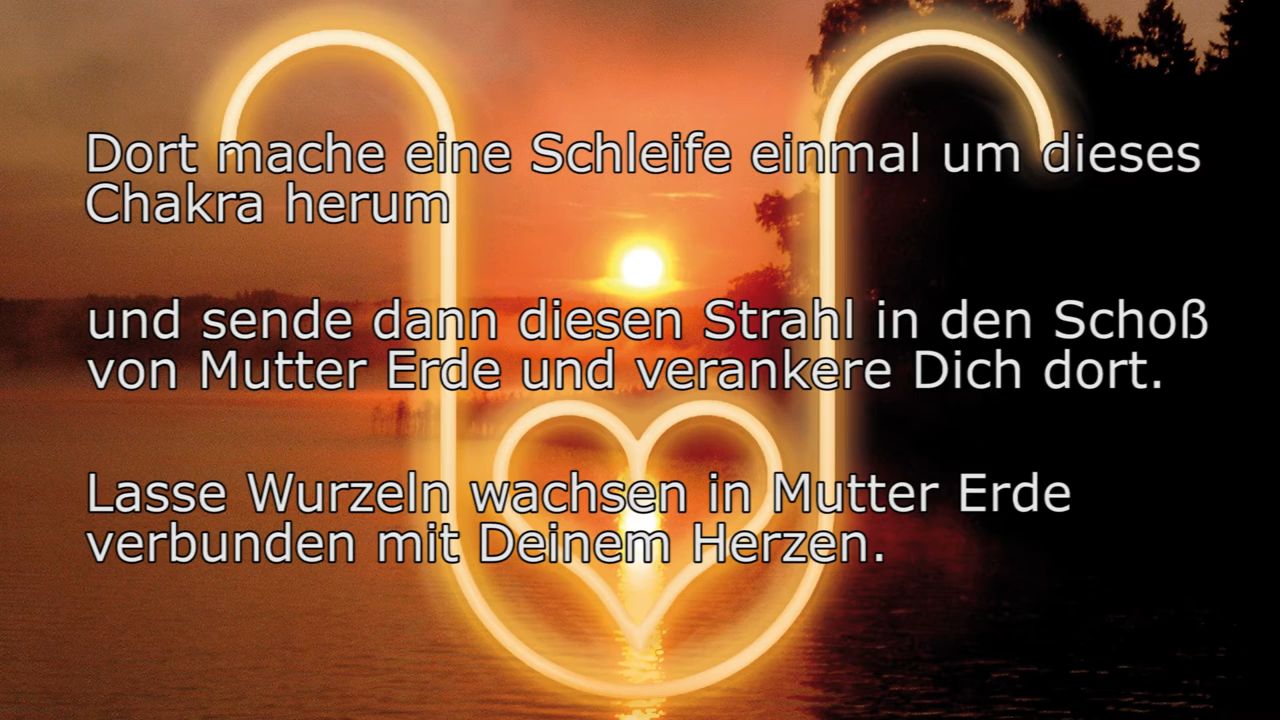 Dort mache eine Schleife einmal um dieses
Chakra herum
und sende dann diesen Strahl in den Schoß
von Mutter Erde und verankere Dich dort.
Lasse Wurzeln wachsen in Mutter Erde
verbunden mit Deinem Herzen.